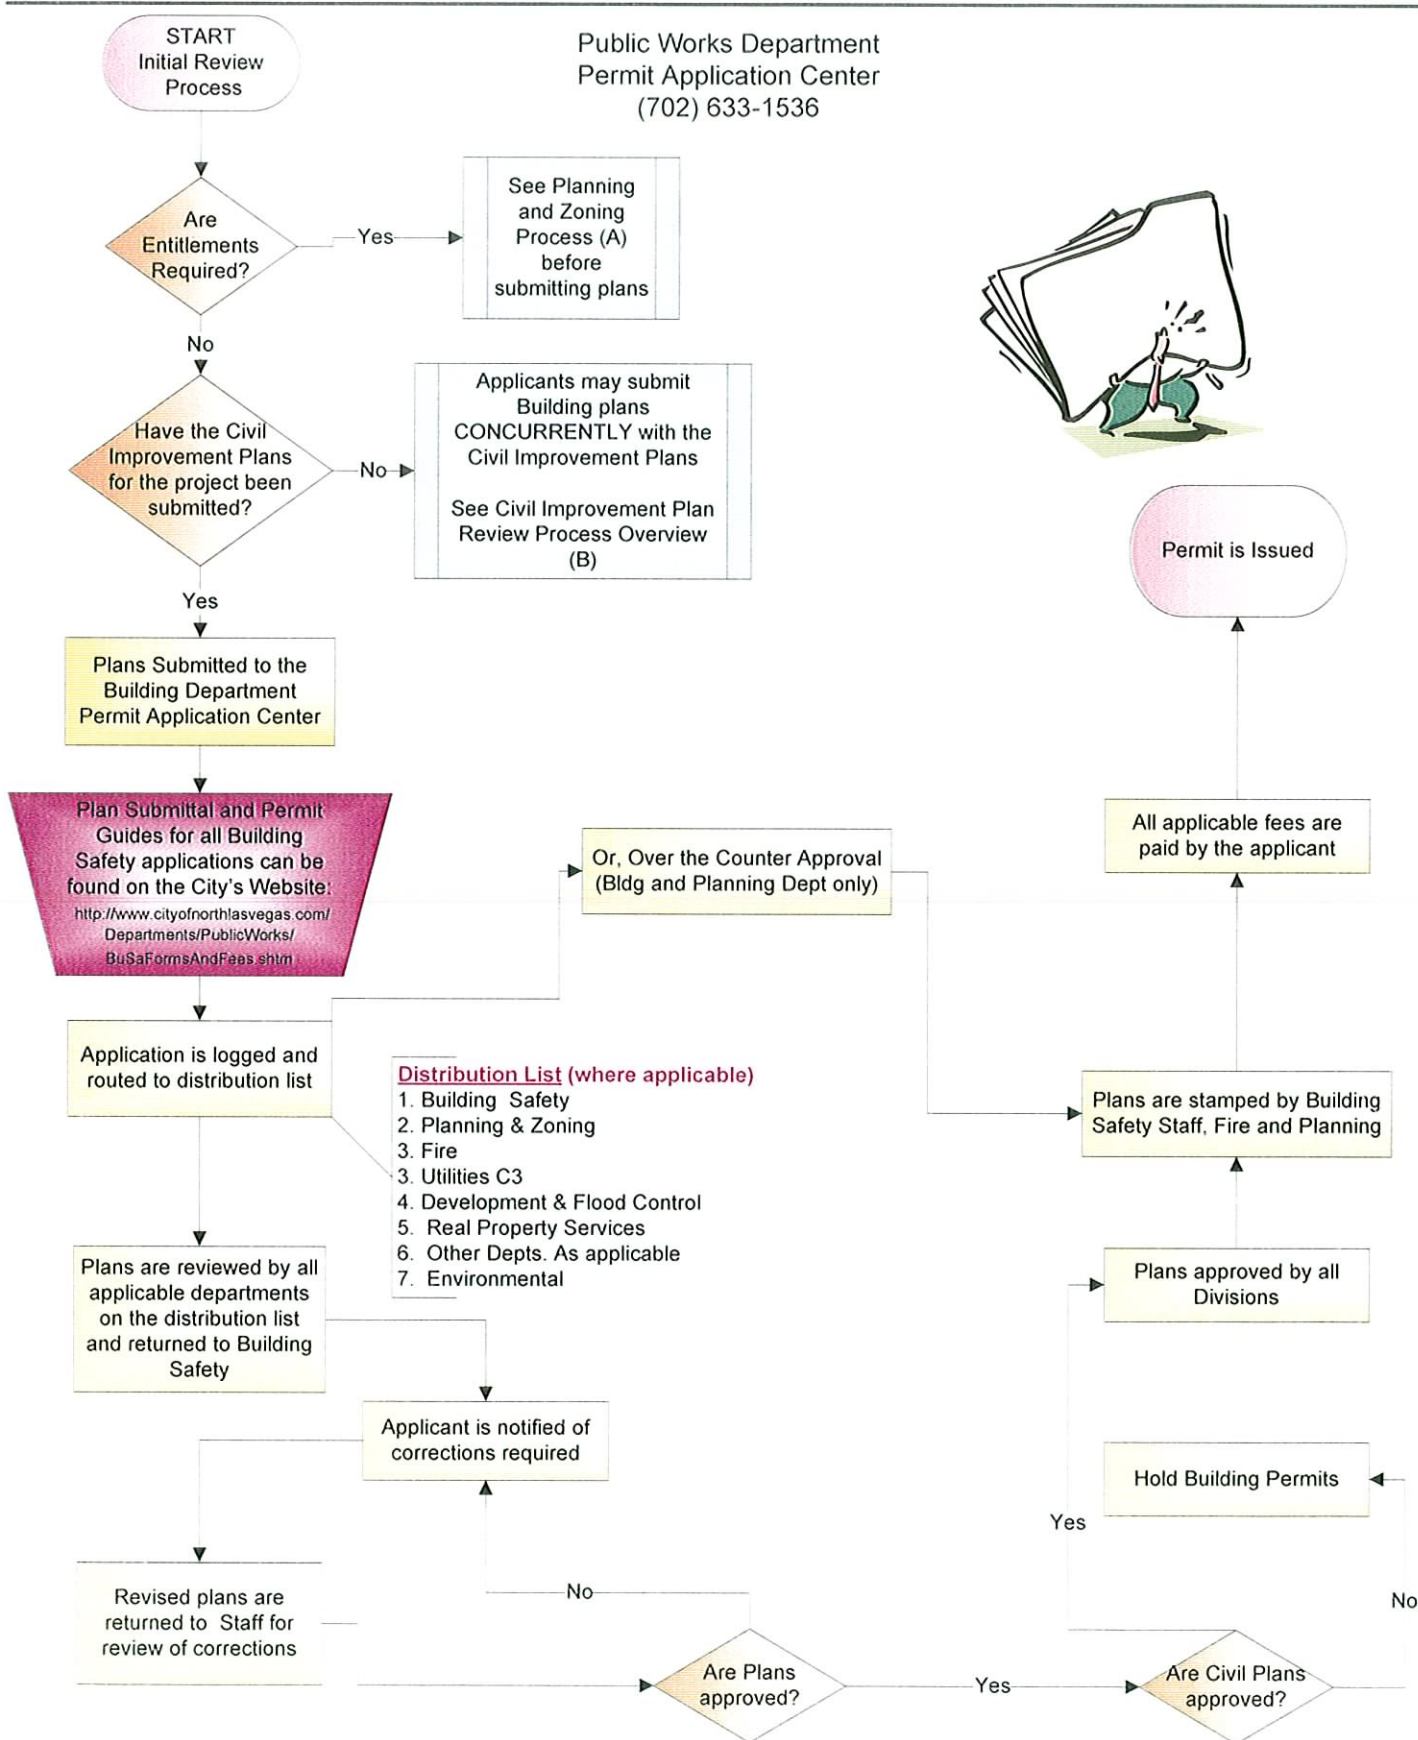 START
Initial Review
Process
Public Works Department
Permit Application Center
(702) 633-1536
Are
Entitlements
Required?
Yes
See Planning
and Zoning
Process (A)
before
submitting plans
No
Have the Civil
Improvement Plans
for the project been
submitted?
No
Applicants may submit
Building plans
CONCURRENTLY with the
Civil Improvement Plans
See Civil Improvement Plan
Review Process Overview
(B)
Yes
Plans Submitted to the
Building Department
Permit Application Center
Plan Submittal and Permit
Guides for all Building
Safety applications can be
found on the City's Website:
http://www.cityofnorthlasvegas.com/
Departments/PublicWorks/
BuSaFormsAndFees.shtm
Or, Over the Counter Approval
(Bldg and Planning Dept only)
Application is logged and
routed to distribution list
Distribution List (where applicable)
1. Building Safety
2. Planning & Zoning
3. Fire
3. Utilities C3
4. Development & Flood Control
5. Real Property Services
6. Other Depts. As applicable
7. Environmental
Plans are reviewed by all
applicable departments
on the distribution list
and returned to Building
Safety
Applicant is notified of
corrections required
Revised plans are
returned to Staff for
review of corrections
No
Are Plans
approved?
Yes
Are Civil Plans
approved?
No
Hold Building Permits
Yes
Plans approved by all
Divisions
Plans are stamped by Building
Safety Staff, Fire and Planning
All applicable fees are
paid by the applicant
Permit is Issued